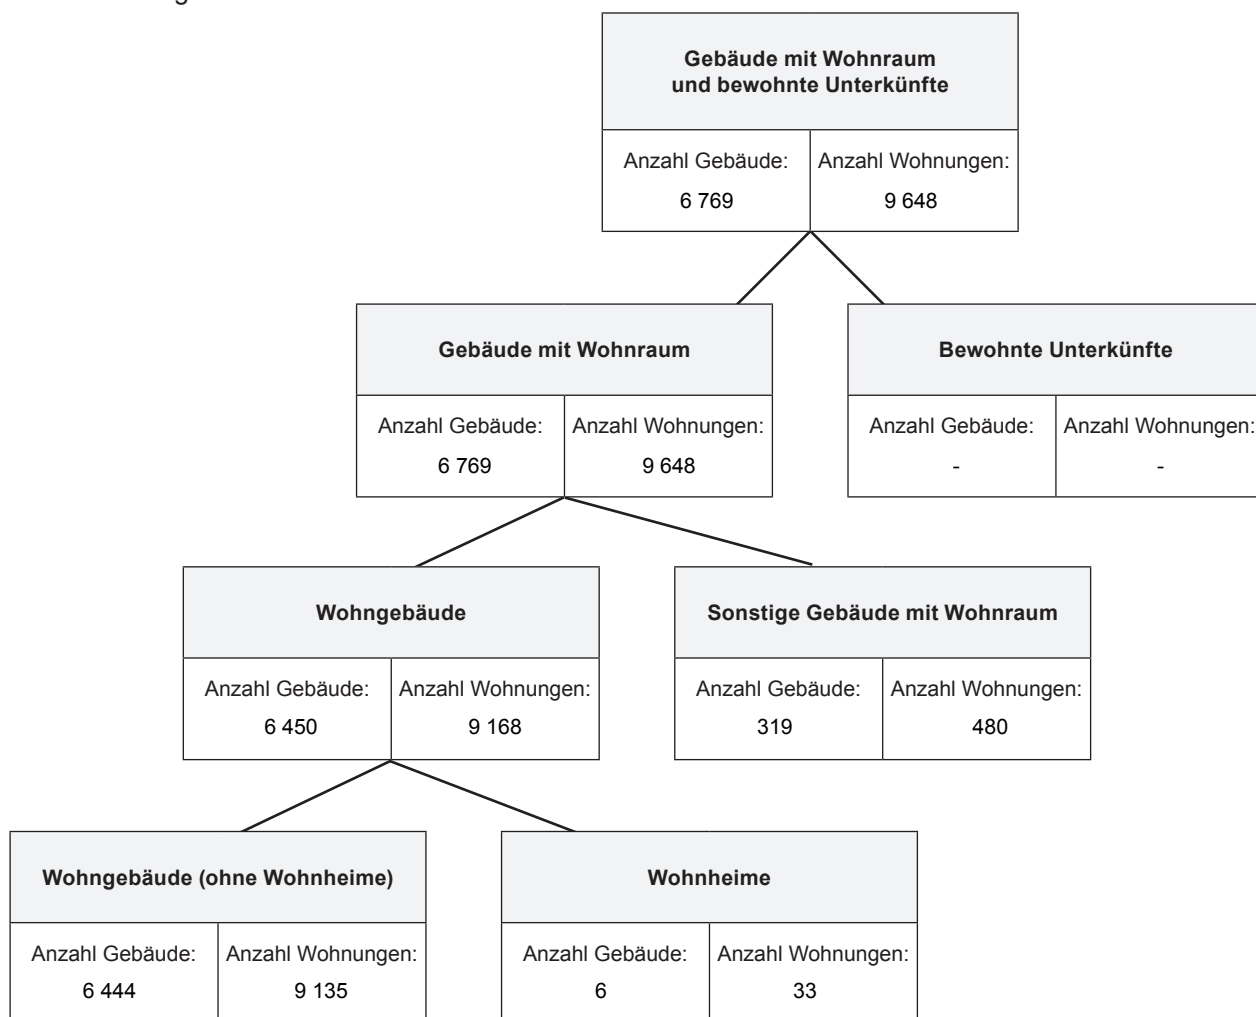 Gebäude mit Wohnraum
und bewohnte Unterkünfte
Anzahl Gebäude:
6 769
Anzahl Wohnungen:
9 648
Gebäude mit Wohnraum
Anzahl Gebäude:
6 769
Anzahl Wohnungen:
9 648
Bewohnte Unterkünfte
Anzahl Gebäude:
-
Anzahl Wohnungen:
-
Wohngebäude
Anzahl Gebäude:
6 450
Anzahl Wohnungen:
9 168
Sonstige Gebäude mit Wohnraum
Anzahl Gebäude:
319
Anzahl Wohnungen:
480
Wohngebäude (ohne Wohnheime)
Anzahl Gebäude:
6 444
Anzahl Wohnungen:
9 135
Wohnheime
Anzahl Gebäude:
6
Anzahl Wohnungen:
33